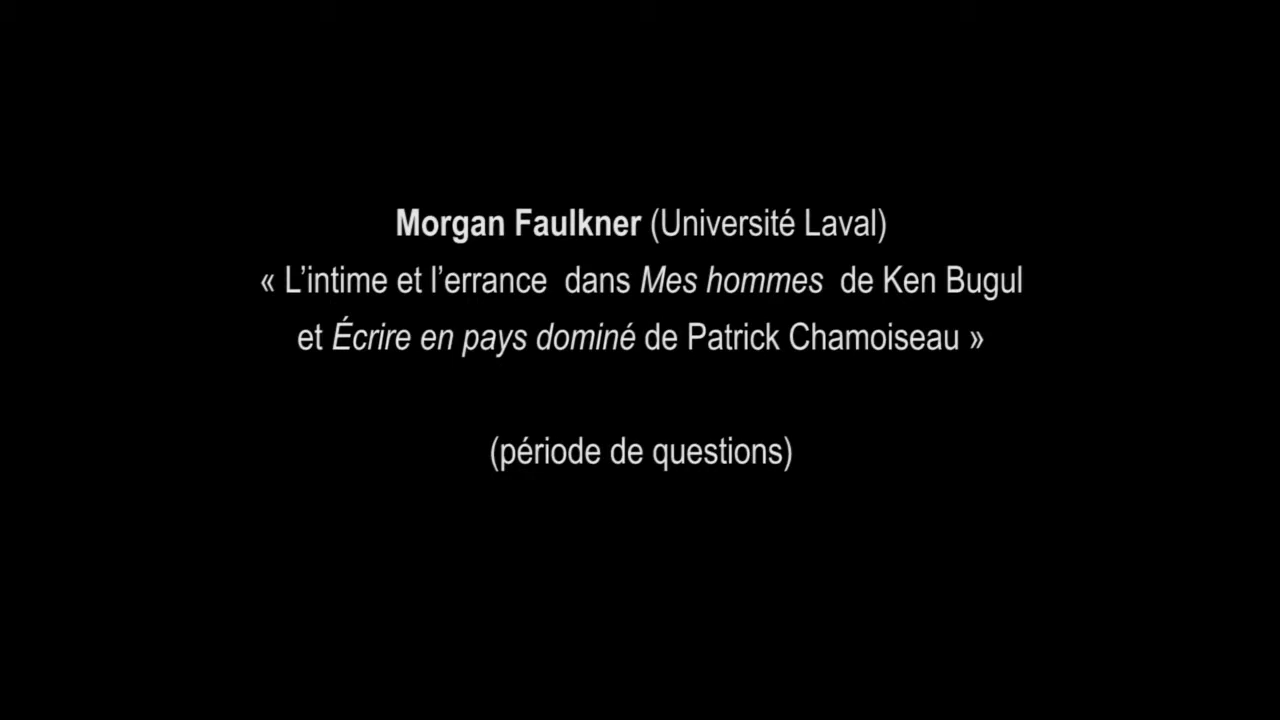 Morgan Faulkner (Université Laval)
« L’intime et l’errance  dans Mes hommes  de Ken Bugul
et Écrire en pays dominé de Patrick Chamoiseau »
(période de questions)